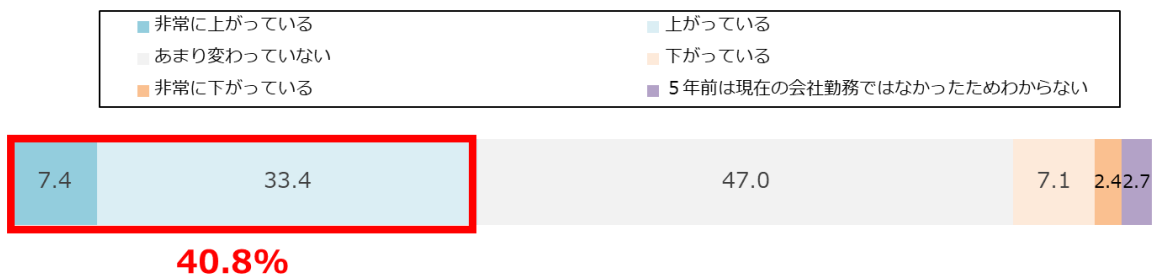 非常に上がっている
上がっている
あまり変わっていない
下がっている
非常に下がっている
５年前は現在の会社勤務ではなかったためわからない
7.4 33.4 47.0 7.1 2.4 2.7
40.8%